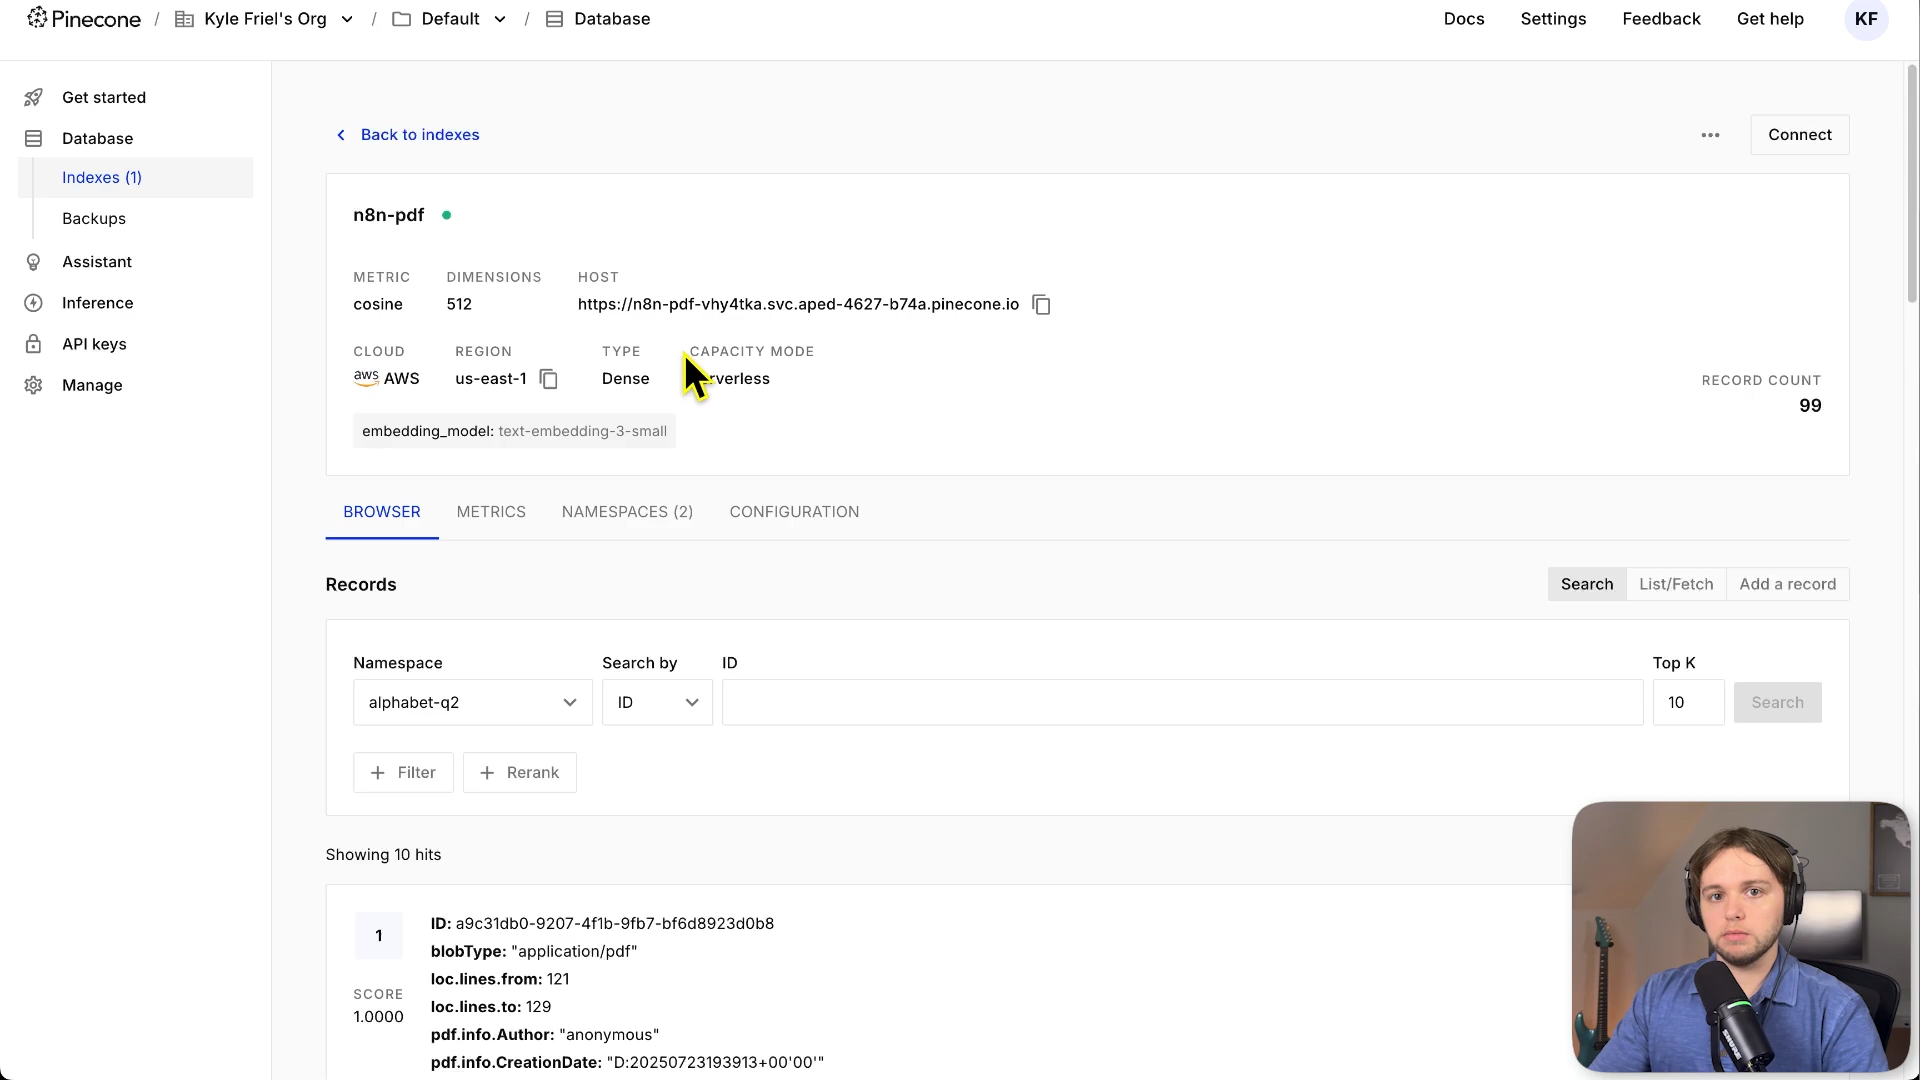 Pinecone / Kyle Friel's Org / Default / Database
Docs Settings Feedback Get help KF
Get started
Database
Indexes (1)
Backups
Assistant
Inference
API keys
Manage
Back to indexes
••• Connect
n8n-pdf
METRIC DIMENSIONS HOST
cosine 512 https://n8n-pdf-vhy4tka.svc.aped-4627-b74a.pinecone.io
CLOUD REGION TYPE CAPACITY MODE
aws AWS us-east-1 Dense rverless
RECORD COUNT
99
embedding_model: text-embedding-3-small
BROWSER METRICS NAMESPACES (2) CONFIGURATION
Records
Search List/Fetch Add a record
Namespace Search by ID Top K
alphabet-q2 ID 10 Search
+ Filter + Rerank
Showing 10 hits
1
SCORE
1.0000
ID: a9c31db0-9207-4f1b-9fb7-bf6d8923d0b8
blobType: "application/pdf"
loc.lines.from: 121
loc.lines.to: 129
pdf.info.Author: "anonymous"
pdf.info.CreationDate: "D:20250723193913+00'00'"
SHURE